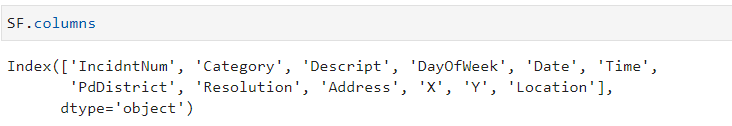 SF.columns
Index(['IncidntNum', 'Category', 'Descript', 'DayOfWeek', 'Date', 'Time',
'PdDistrict', 'Resolution', 'Address', 'X', 'Y', 'Location'],
dtype='object')